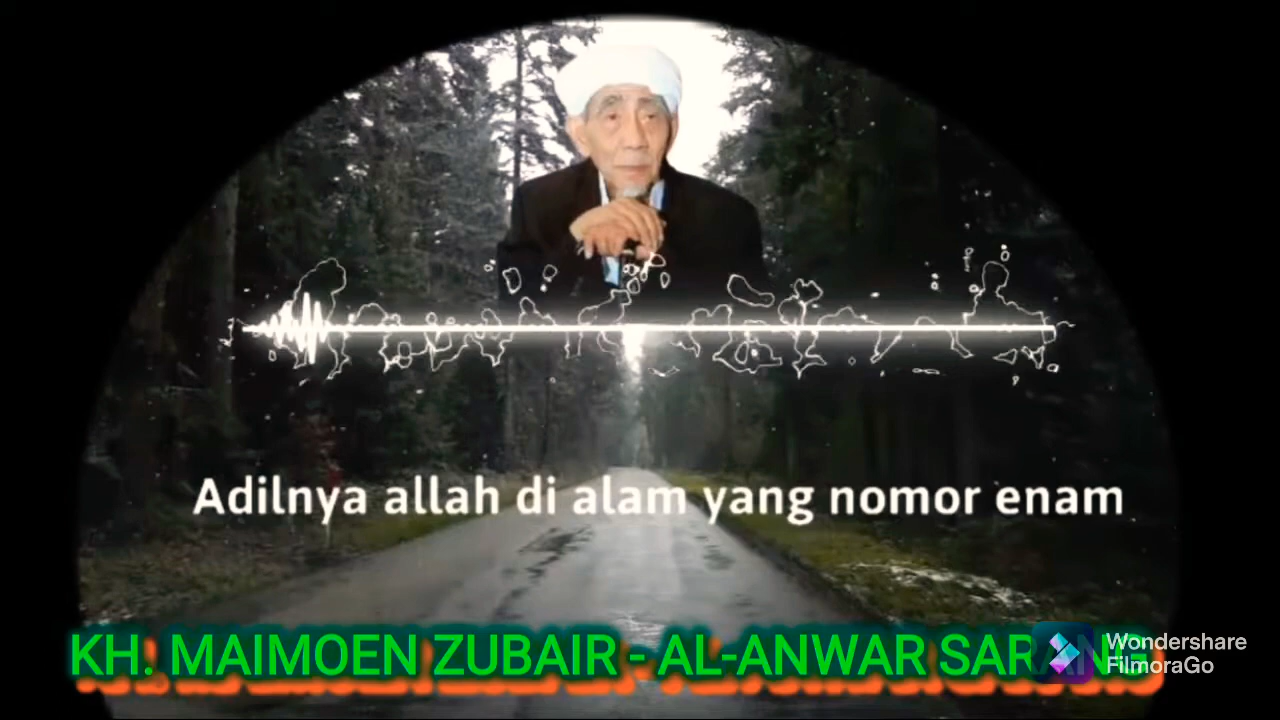 Adilnya allah di alam yang nomor enam
KH. MAIMOEN ZUBAIR - AL-ANWAR SARANG
Wondershare
FilmoraGo